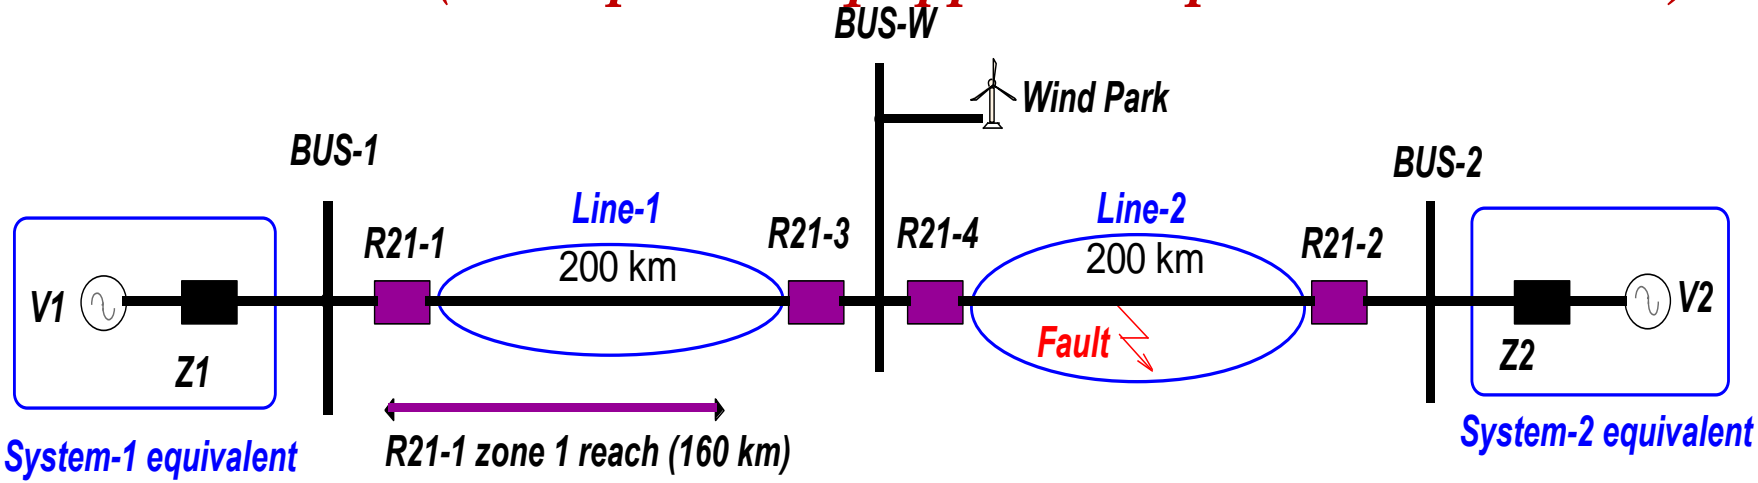 BUS-W
Wind Park
BUS-1
BUS-2
Line-1
Line-2
R21-1
R21-3
R21-4
R21-2
200 km
200 km
V1
V2
Fault
Z1
Z2
R21-1 zone 1 reach (160 km)
System-1 equivalent
System-2 equivalent